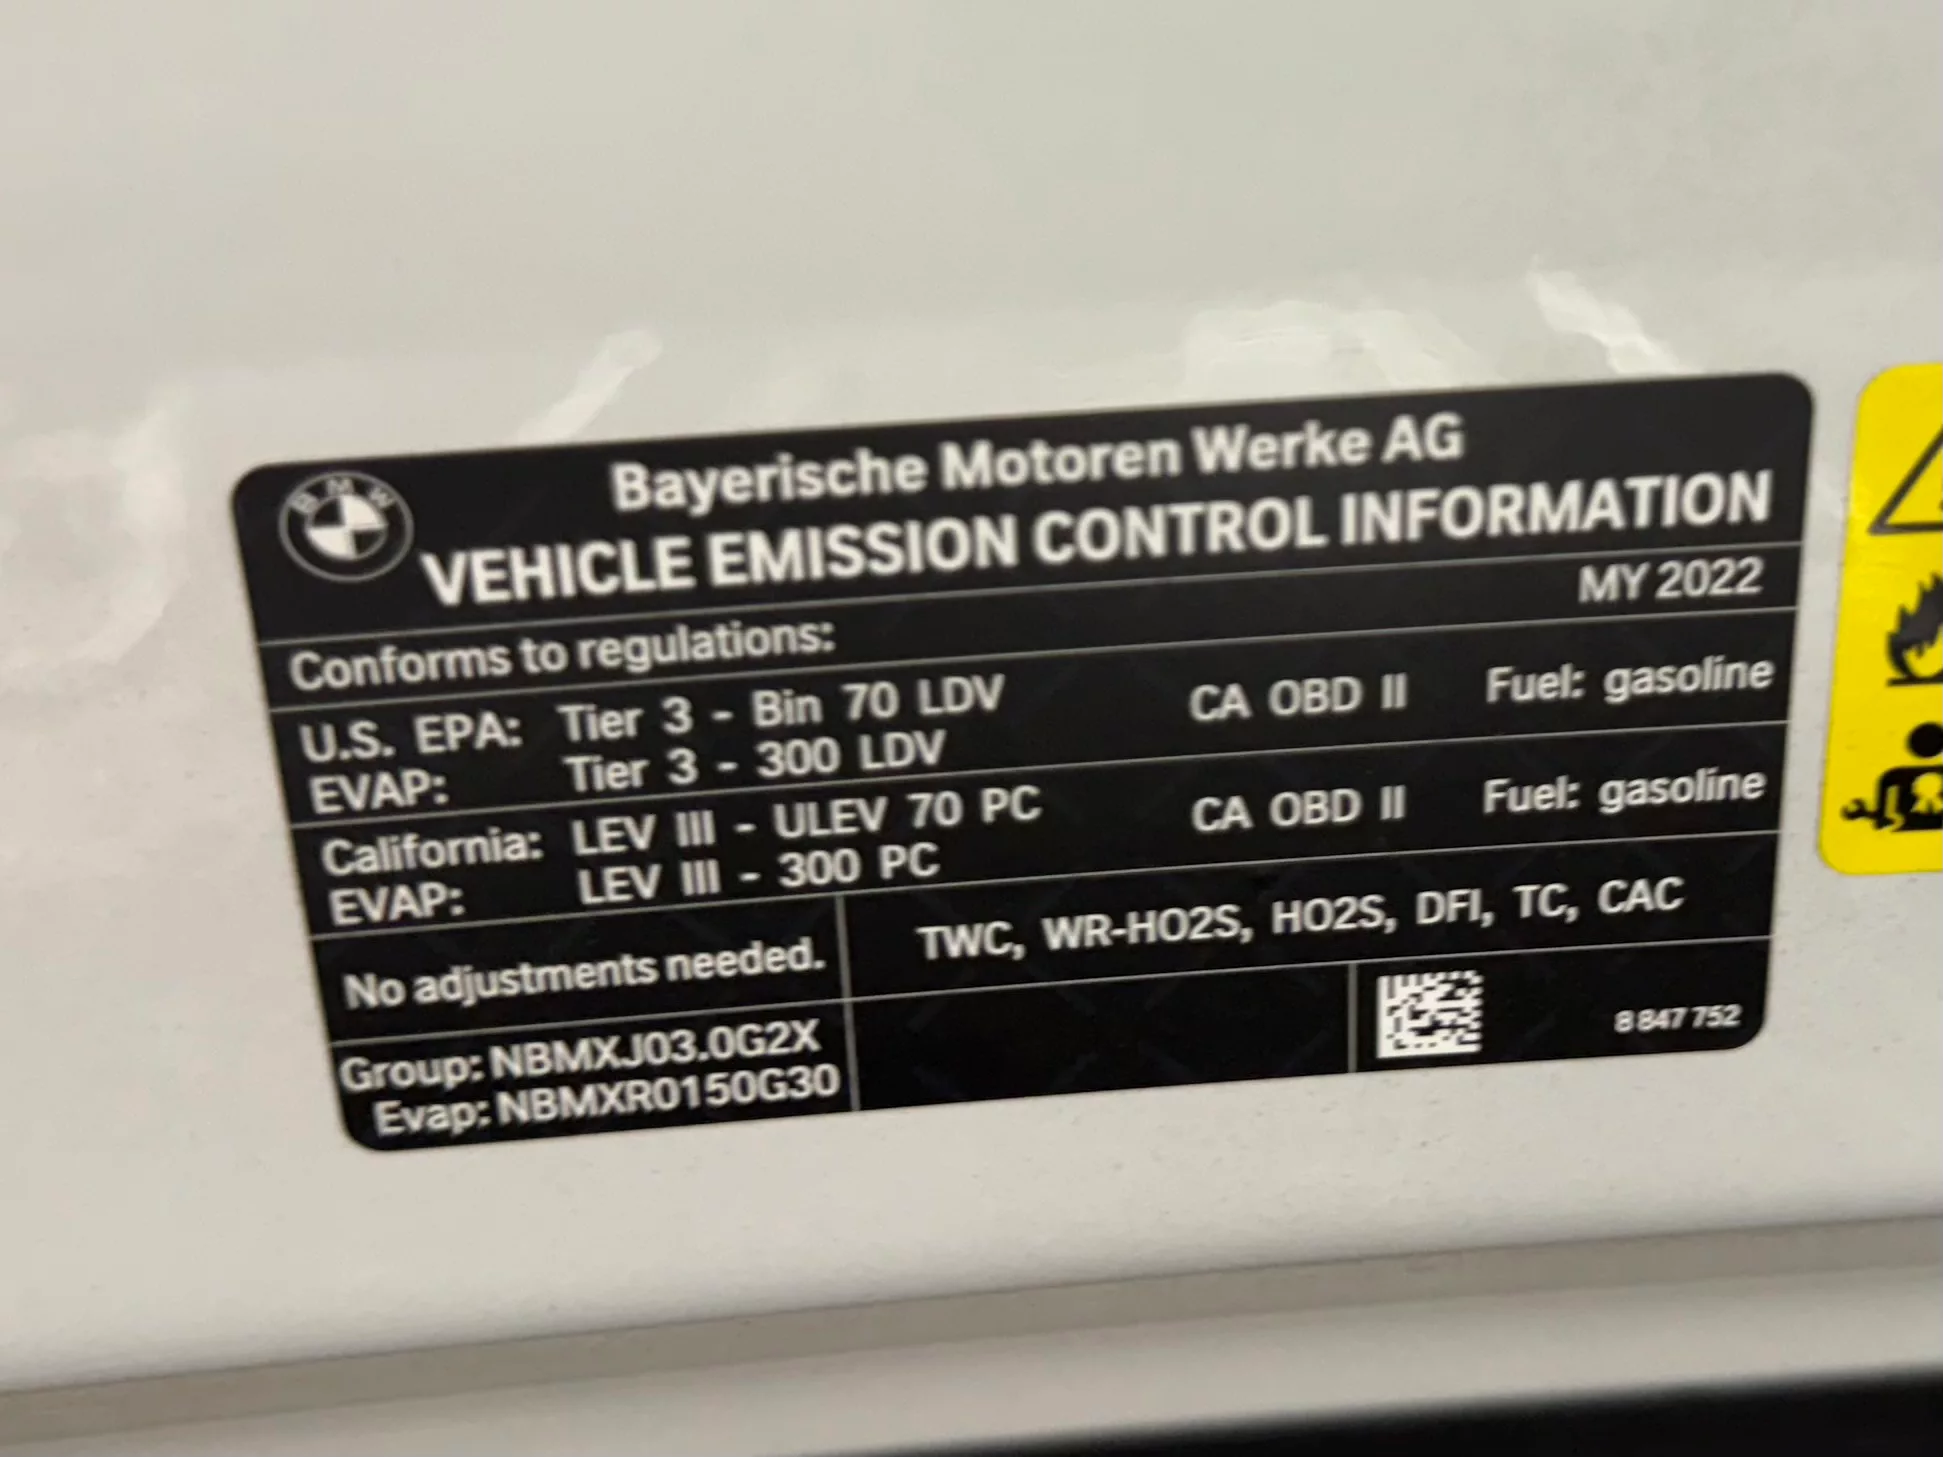 BMW
Bayerische Motoren Werke AG
VEHICLE EMISSION CONTROL INFORMATION
MY 2022
Conforms to regulations:
U.S. EPA: Tier 3 - Bin 70 LDV CA OBD II Fuel: gasoline
EVAP: Tier 3 - 300 LDV
California: LEV III - ULEV 70 PC CA OBD II Fuel: gasoline
EVAP: LEV III - 300 PC
No adjustments needed. TWC, WR-HO2S, HO2S, DFI, TC, CAC
Group: NBMXJ03.0G2X
Evap: NBMXR0150G30
8 847 752